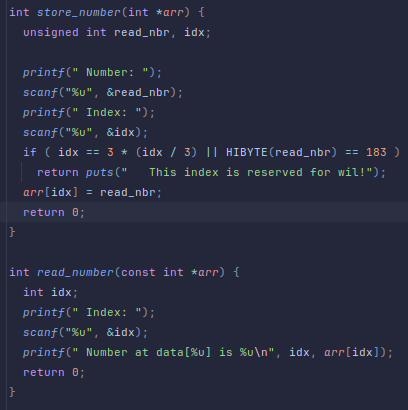 int store_number(int *arr) {
unsigned int read_nbr, idx;
printf(" Number: ");
scanf("%u", &read_nbr);
printf(" Index: ");
scanf("%u", &idx);
if ( idx == 3 * (idx / 3) || HIBYTE(read_nbr) == 183 )
return puts("   This index is reserved for wil!");
arr[idx] = read_nbr;
return 0;
}
int read_number(const int *arr) {
int idx;
printf(" Index: ");
scanf("%u", &idx);
printf(" Number at data[%u] is %u\n", idx, arr[idx]);
return 0;
}